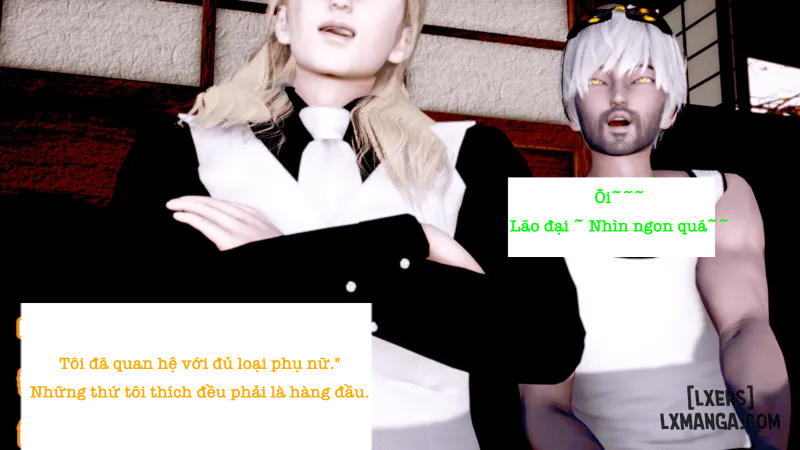 Ôi~~~
Lão đại ~ Nhìn ngon quá~~
Tôi đã quan hệ với đủ loại phụ nữ."
Những thứ tôi thích đều phải là hàng đầu.
[LXERS]
LXMANGA.COM